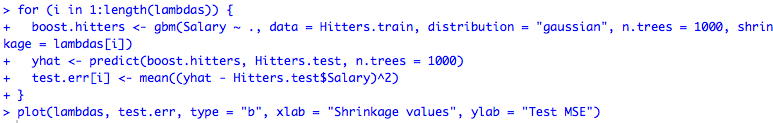 > for (i in 1:length(lambdas)) {
+   boost.hitters <- gbm(Salary ~ ., data = Hitters.train, distribution = "gaussian", n.trees = 1000, shrin
kage = lambdas[i])
+   yhat <- predict(boost.hitters, Hitters.test, n.trees = 1000)
+   test.err[i] <- mean((yhat - Hitters.test$Salary)^2)
+ }
> plot(lambdas, test.err, type = "b", xlab = "Shrinkage values", ylab = "Test MSE")